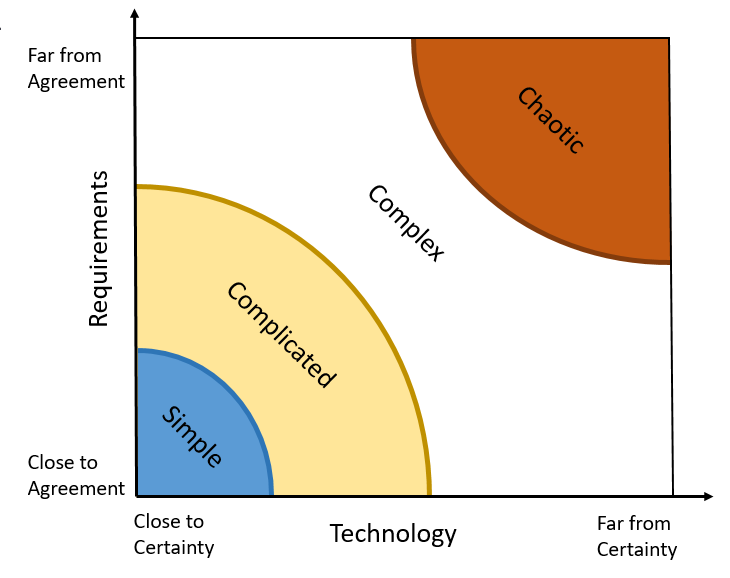 Far from
Agreement
Chaotic
Complex
Requirements
Complicated
Simple
Close to
Agreement
Close to
Certainty
Technology
Far from
Certainty